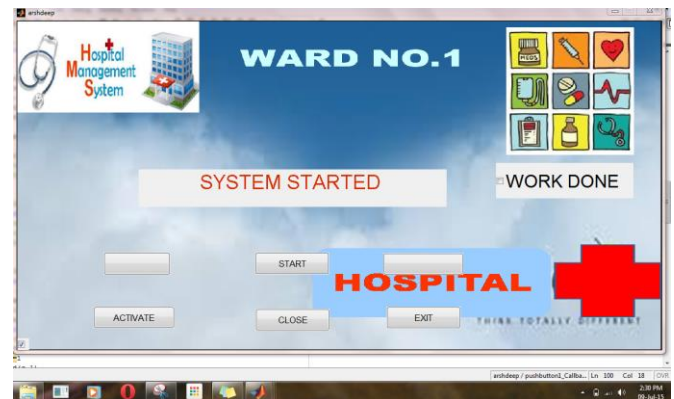 arshdeep
Hospital
Management
System
WARD NO.1
MEDS
SYSTEM STARTED
WORK DONE
START
HOSPITAL
ACTIVATE
CLOSE
EXIT
THINK TOTALLY DIFFERENT
arshdeep / pushbutton1_Callba... Ln 100 Col 18 OVR
2:30 PM
09-Jul-15